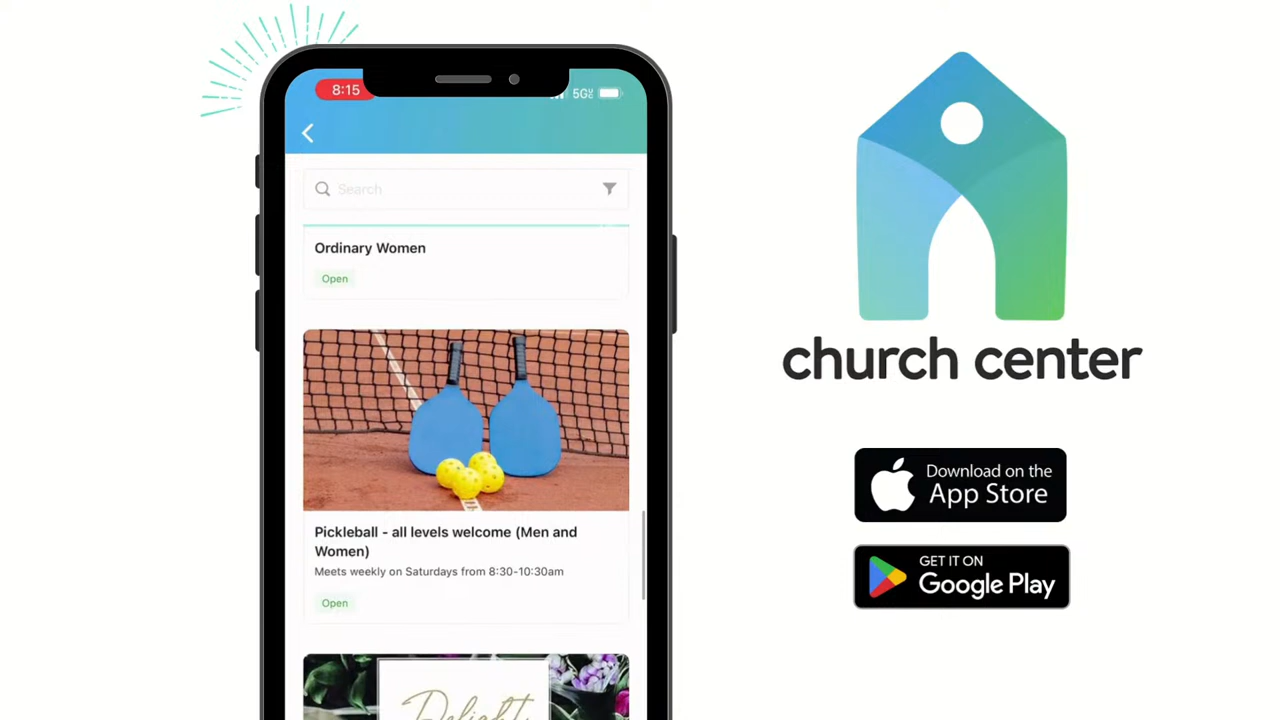 8:15
Search
Ordinary Women
Open
Pickleball - all levels welcome (Men and
Women)
Meets weekly on Saturdays from 8:30-10:30am
Open
Delight
church center
Download on the
App Store
GET IT ON
Google Play